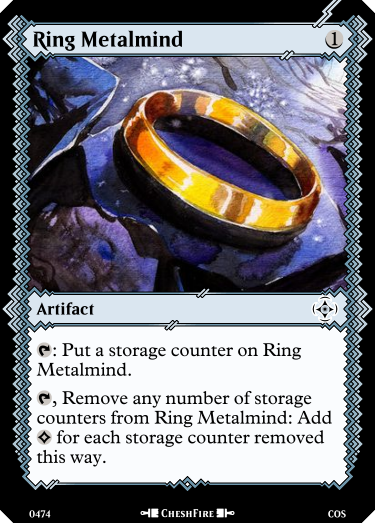 Ring Metalmind 1
Artifact
: Put a storage counter on Ring
Metalmind.
, Remove any number of storage
counters from Ring Metalmind: Add
for each storage counter removed
this way.
0474 CHESHFIRE COS